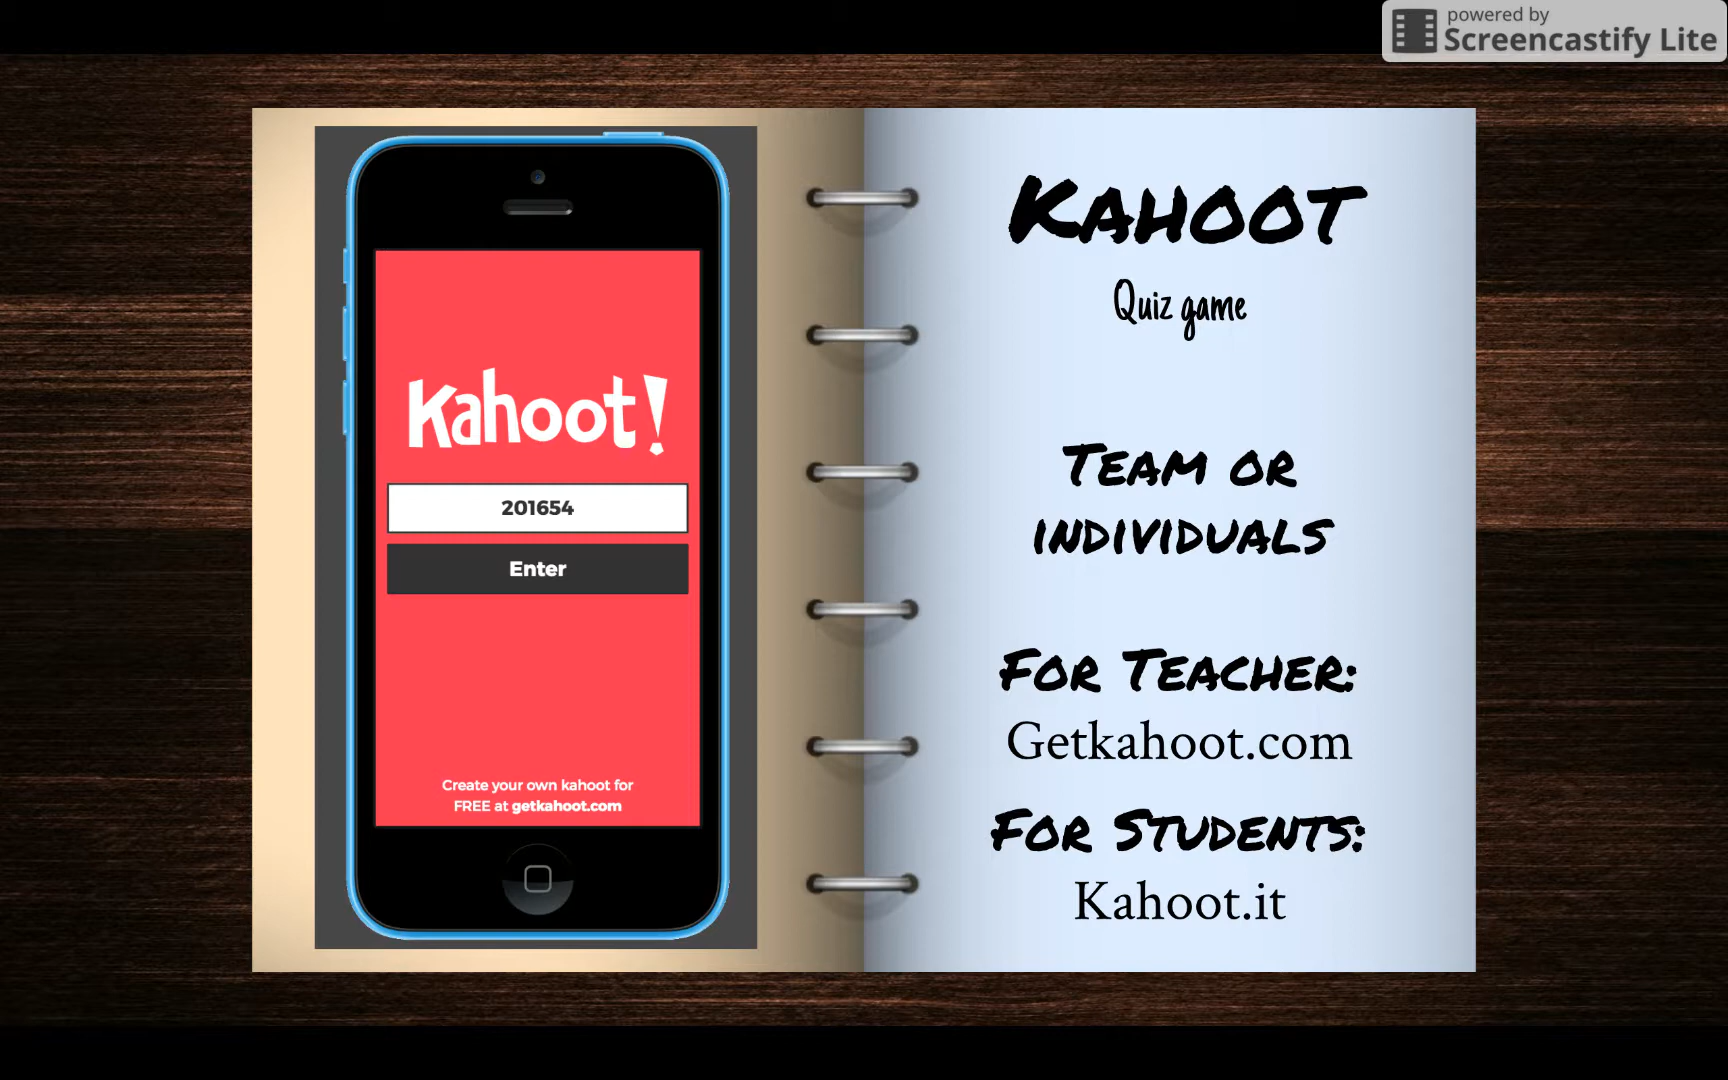 powered by
Screencastify Lite
Kahoot!
201654
Enter
Create your own kahoot for
FREE at getkahoot.com
KAHOOT
Quiz game
TEAM OR
INDIVIDUALS
FOR TEACHER:
Getkahoot.com
FOR STUDENTS:
Kahoot.it